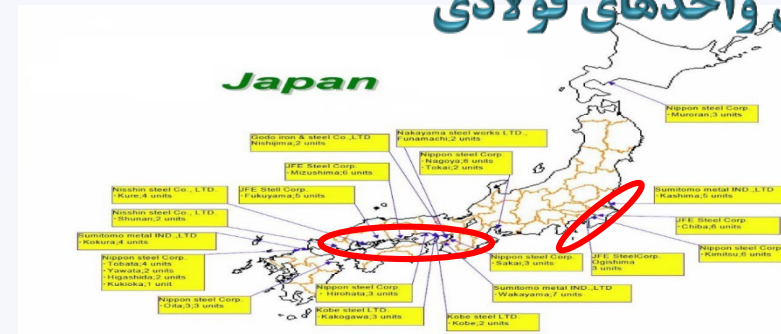 واحدهای فولادی
Japan
Nippon steel Corp.
-Muroran;3 units
Godo iron & steel Co.,LTD
Nishijima;2 units
Nakayama steel works.LTD.,
Funamachi;2 units
Nippon steel Corp.
-Nagoya;6 units
-Tokai;2 units
JFE Steel Corp.
-Mizushima;6 units
Nisshin steel Co., LTD.
-Kure;4 units
JFE Stell Corp.
-Fukuyama;5 units
Sumitomo metal IND.,LTD
-Kashima;5 units
Nisshin steel Co., LTD.
-Shunan;2 units
JFE Steel Corp.
-Chiba;6 units
Sumitomo metal IND.,LTD
-Kokura;4 units
Nippon steel Corp.
-Kimitsu;6 units
Nippon steel Corp.
-Tobata;4 units
-Yawata;2 units
-Higashida;2 units
-Kukioka;1 unit
Nippon steel Corp.
-Sakai;3 units
JFE SteelCorp.
Ogishima
3 units
Nippon steel Corp.
- Hirohata;3 units
Sumitomo metal IND.,LTD
-Wakayama;7 units
Nippon steel Corp.
-Oita;3;3 units
Kobe steel LTD.
-Kakogawa;3 units
Kobe steel LTD.
-Kobe;2 units